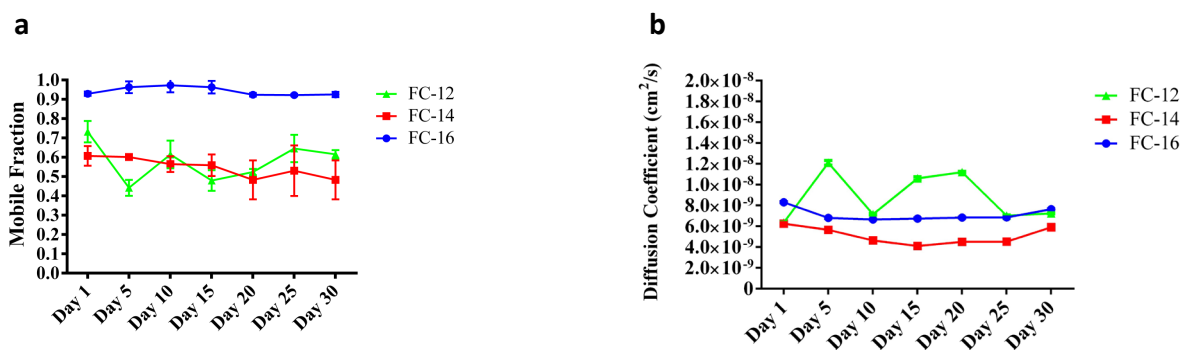 a
Mobile Fraction
1.0
0.9
0.8
0.7
0.6
0.5
0.4
0.3
0.2
0.1
0.0
Day 1
Day 5
Day 10
Day 15
Day 20
Day 25
Day 30
FC-12
FC-14
FC-16
b
Diffusion Coefficient (cm²/s)
2.0×10⁻⁸
1.8×10⁻⁸
1.6×10⁻⁸
1.4×10⁻⁸
1.2×10⁻⁸
1.0×10⁻⁸
8.0×10⁻⁹
6.0×10⁻⁹
4.0×10⁻⁹
2.0×10⁻⁹
0
Day 1
Day 5
Day 10
Day 15
Day 20
Day 25
Day 30
FC-12
FC-14
FC-16